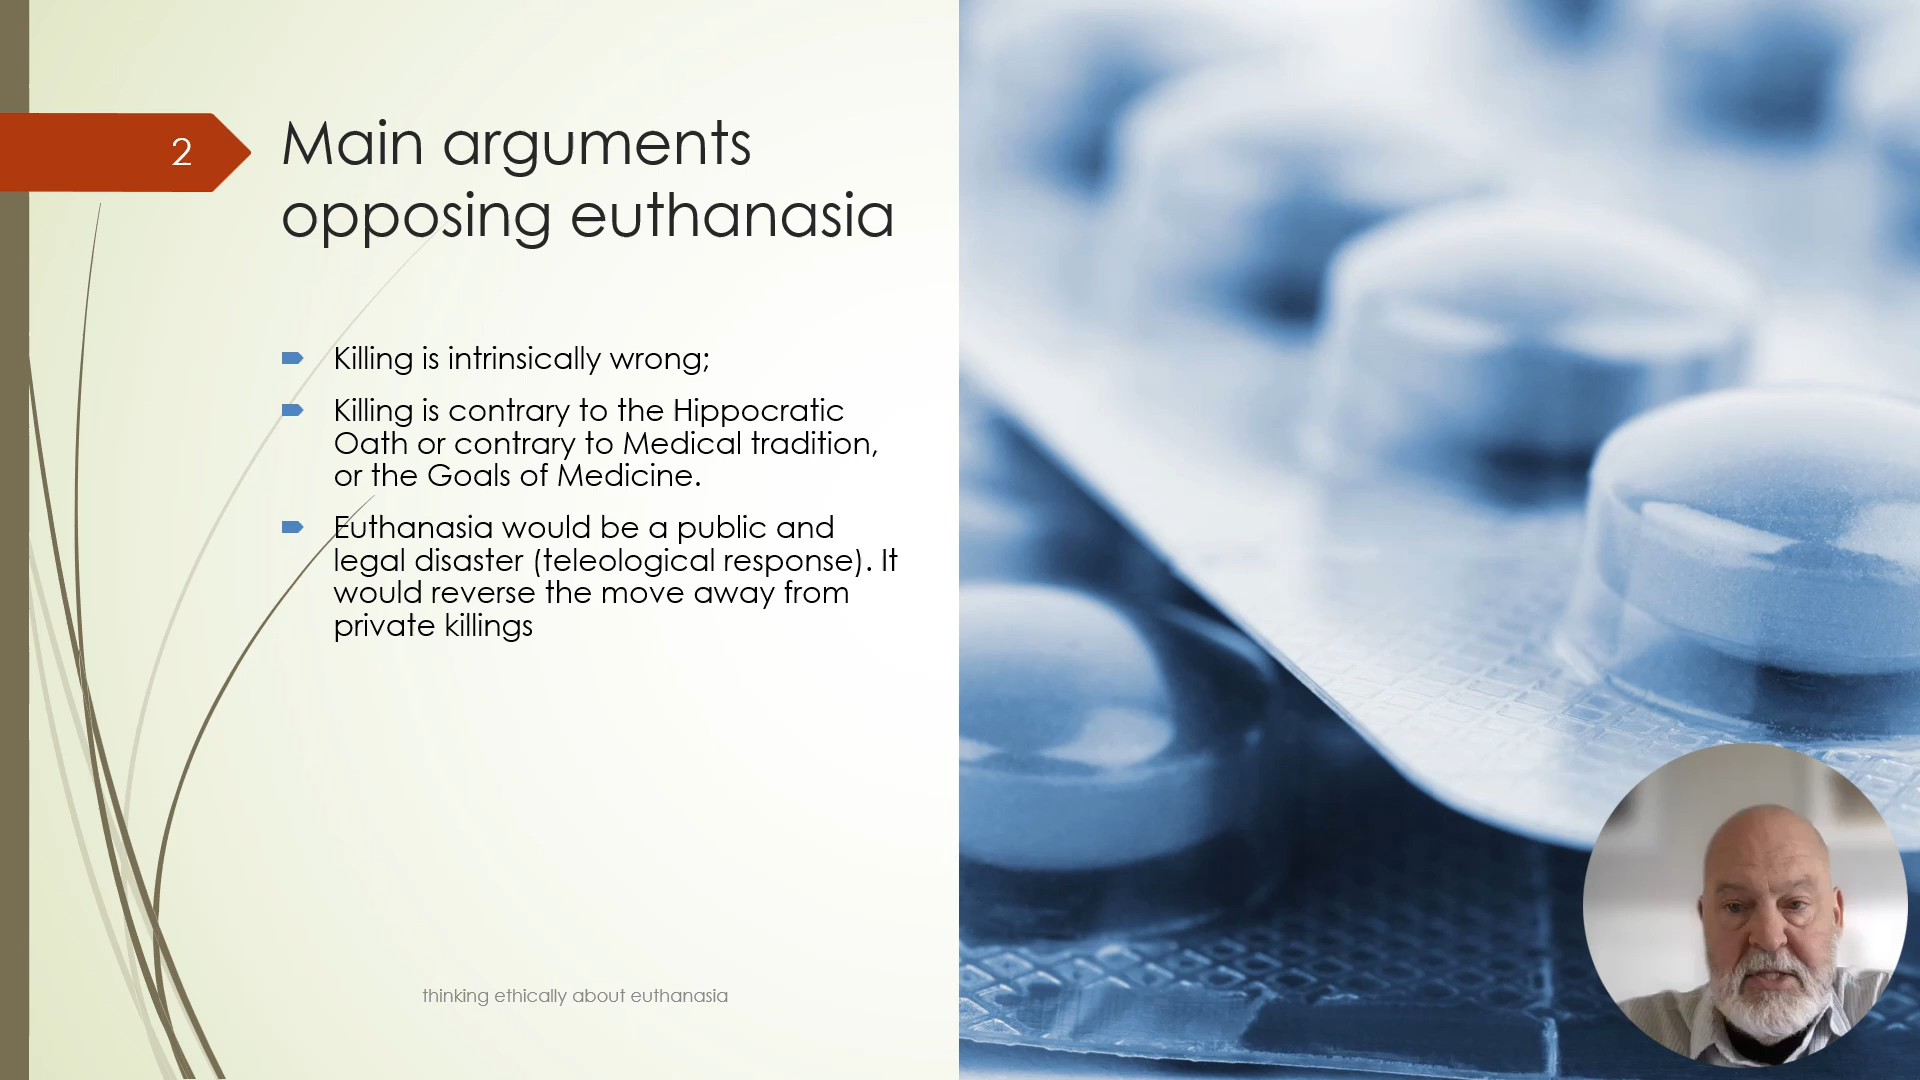 2
Main arguments
opposing euthanasia
Killing is intrinsically wrong;
Killing is contrary to the Hippocratic
Oath or contrary to Medical tradition,
or the Goals of Medicine.
Euthanasia would be a public and
legal disaster (teleological response). It
would reverse the move away from
private killings
thinking ethically about euthanasia